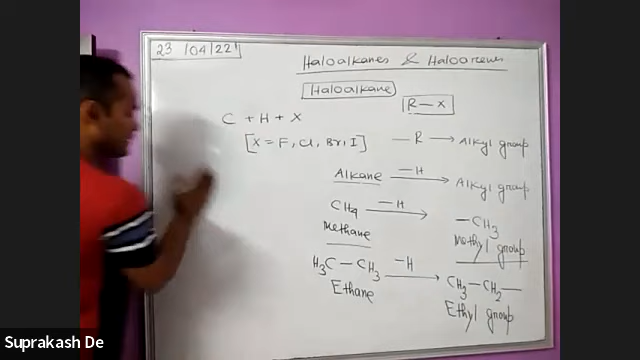 23 /04/22
Haloalkanes & Haloarenes
Haloalkane
R—X
C + H + X
[X = F, Cl, Br, I]
—R → Alkyl group
Alkane —H → Alkyl group
CH4 —H → —CH3
Methane Methyl group
H3C—CH3 —H → CH3—CH2—
Ethane Ethyl group
Suprakash De